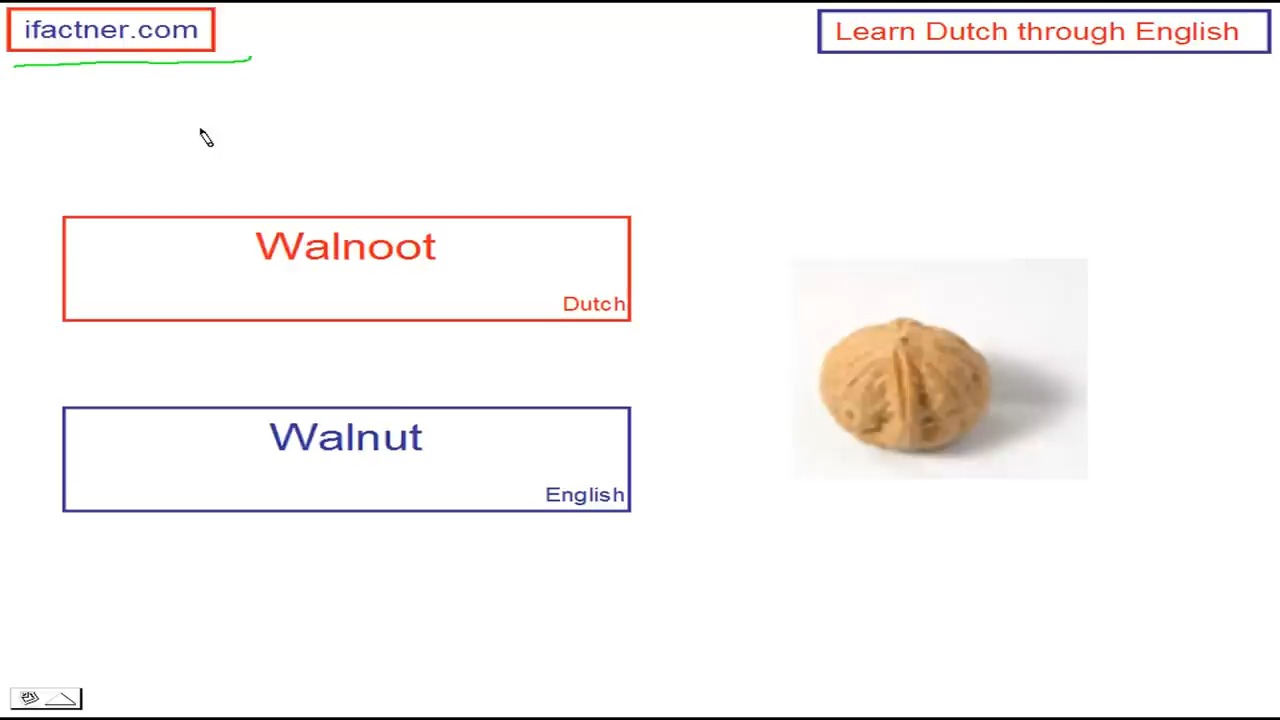 ifactner.com
Learn Dutch through English
Walnoot
Dutch
Walnut
English